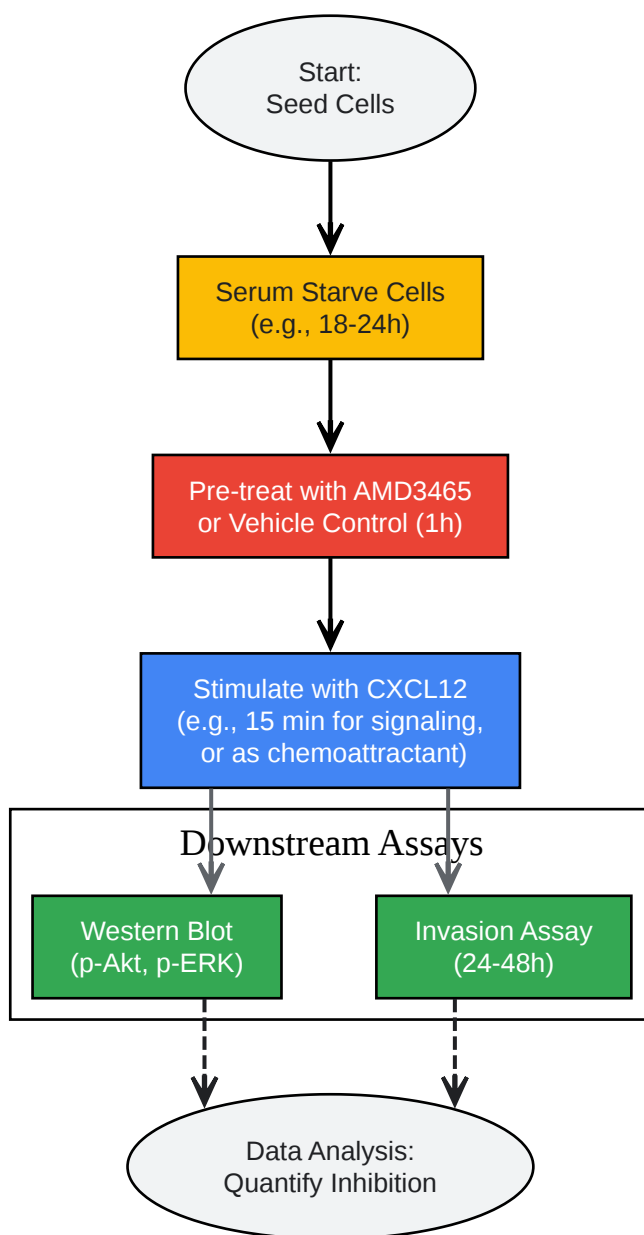 Start:
Seed Cells
Serum Starve Cells
(e.g., 18-24h)
Pre-treat with AMD3465
or Vehicle Control (1h)
Stimulate with CXCL12
(e.g., 15 min for signaling,
or as chemoattractant)
Downstream Assays
Western Blot
(p-Akt, p-ERK)
Invasion Assay
(24-48h)
Data Analysis:
Quantify Inhibition